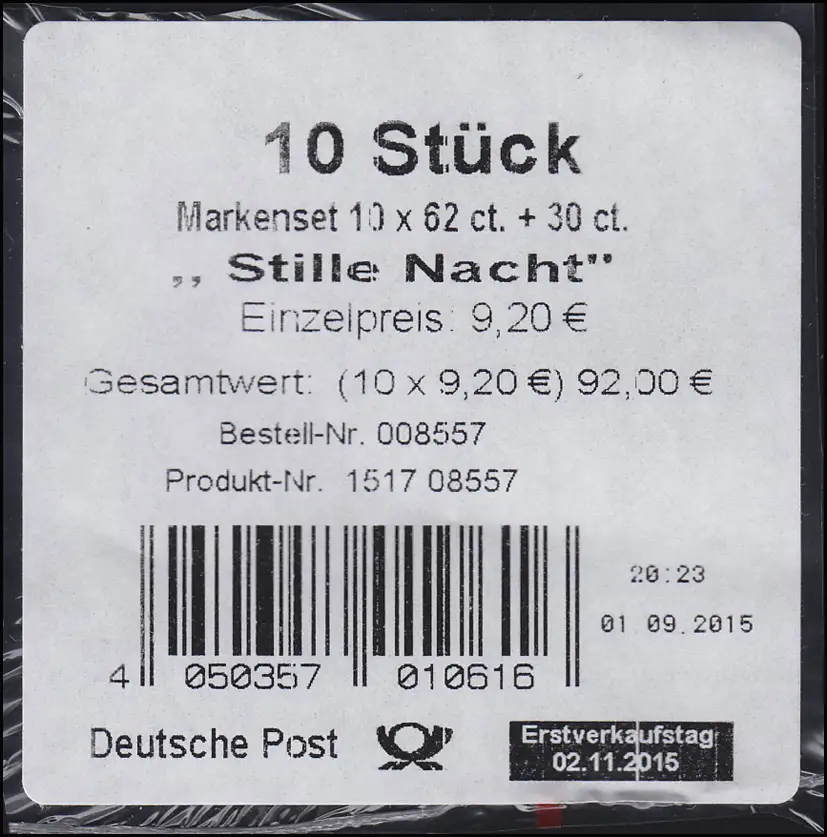 10 Stück
Markenset 10 x 62 ct. + 30 ct.
,, Stille Nacht"
Einzelpreis: 9,20 €
Gesamtwert: (10 x 9,20 €) 92,00 €
Bestell-Nr. 008557
Produkt-Nr. 1517 08557
20:23
01.09.2015
4 050357 010616
Deutsche Post
Erstverkaufstag
02.11.2015